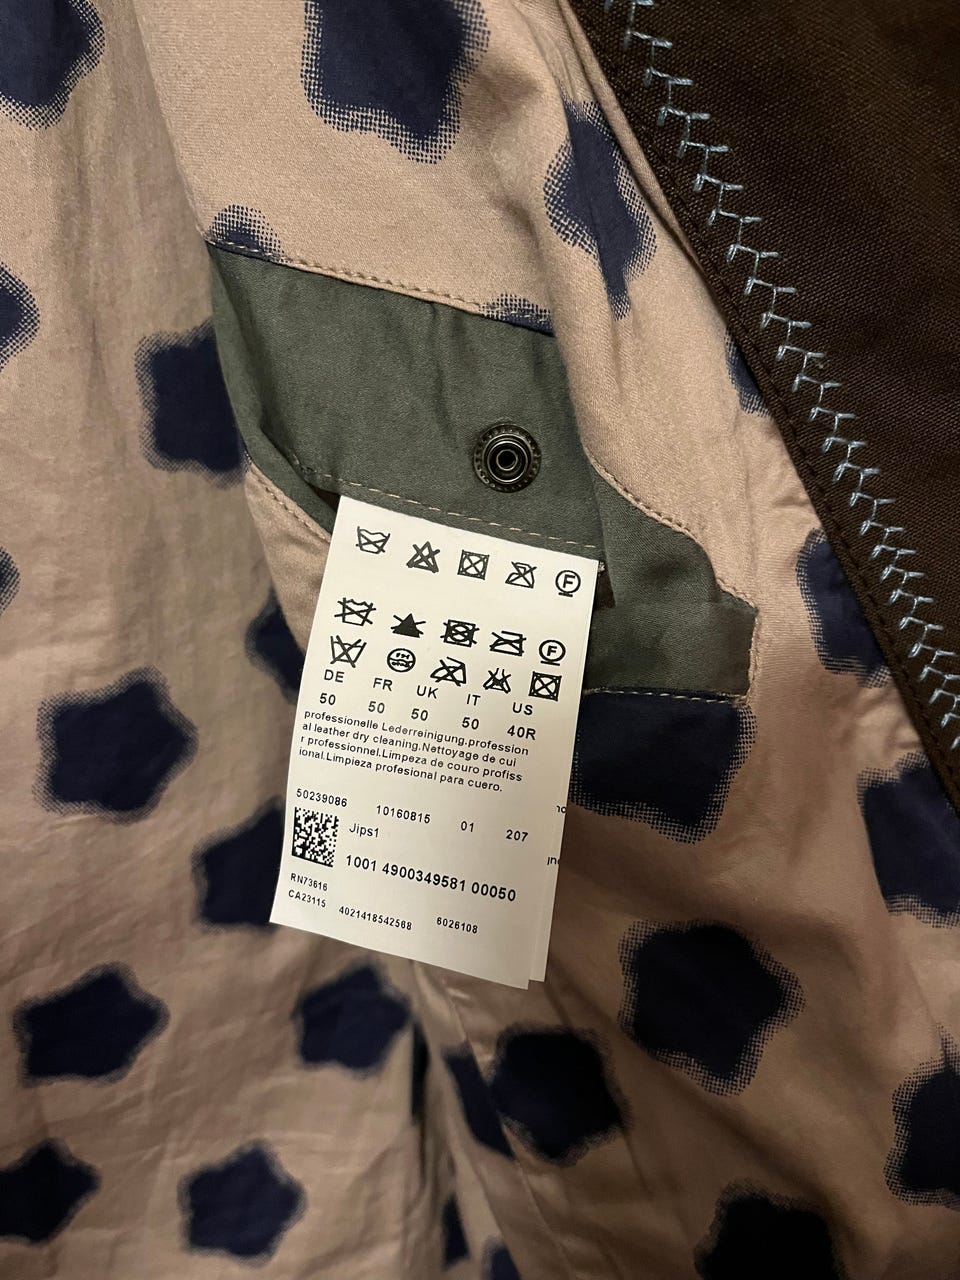 F
F
DE FR UK IT US
50 50 50 50 40R
professionelle Lederreinigung.profession
al leather dry cleaning.Nettoyage de cui
r professionnel.Limpeza de couro profiss
ional.Limpieza profesional para cuero.
50239086 10160815 01 207
Jips1
1001 4900349581 00050
RN73616
CA23115 4021418542568 6026108